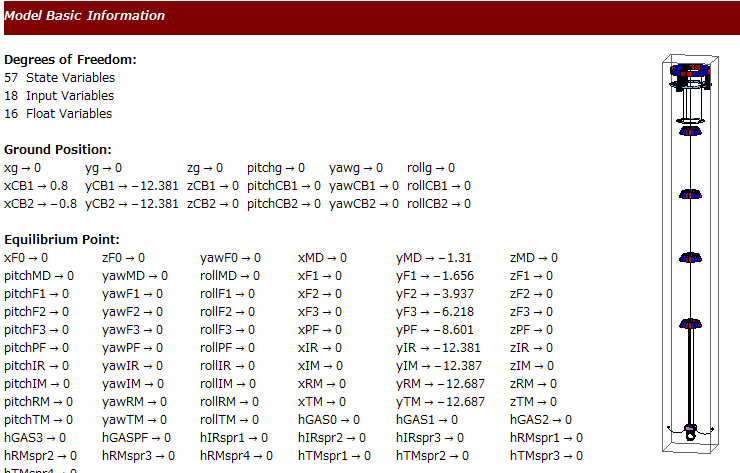 Model Basic Information
Degrees of Freedom:
57 State Variables
18 Input Variables
16 Float Variables
Ground Position:
xg → 0 yg → 0 zg → 0 pitchg → 0 yawg → 0 rollg → 0
xCB1 → 0.8 yCB1 → −12.381 zCB1 → 0 pitchCB1 → 0 yawCB1 → 0 rollCB1 → 0
xCB2 → −0.8 yCB2 → −12.381 zCB2 → 0 pitchCB2 → 0 yawCB2 → 0 rollCB2 → 0
Equilibrium Point:
xF0 → 0 zF0 → 0 yawF0 → 0 xMD → 0 yMD → −1.31 zMD → 0
pitchMD → 0 yawMD → 0 rollMD → 0 xF1 → 0 yF1 → −1.656 zF1 → 0
pitchF1 → 0 yawF1 → 0 rollF1 → 0 xF2 → 0 yF2 → −3.937 zF2 → 0
pitchF2 → 0 yawF2 → 0 rollF2 → 0 xF3 → 0 yF3 → −6.218 zF3 → 0
pitchF3 → 0 yawF3 → 0 rollF3 → 0 xPF → 0 yPF → −8.601 zPF → 0
pitchPF → 0 yawPF → 0 rollPF → 0 xIR → 0 yIR → −12.381 zIR → 0
pitchIR → 0 yawIR → 0 rollIR → 0 xIM → 0 yIM → −12.387 zIM → 0
pitchIM → 0 yawIM → 0 rollIM → 0 xRM → 0 yRM → −12.687 zRM → 0
pitchRM → 0 yawRM → 0 rollRM → 0 xTM → 0 yTM → −12.687 zTM → 0
pitchTM → 0 yawTM → 0 rollTM → 0 hGAS0 → 0 hGAS1 → 0 hGAS2 → 0
hGAS3 → 0 hGASPF → 0 hIRspr1 → 0 hIRspr2 → 0 hIRspr3 → 0 hRMspr1 → 0
hRMspr2 → 0 hRMspr3 → 0 hRMspr4 → 0 hTMspr1 → 0 hTMspr2 → 0 hTMspr3 → 0
hTMspr4 → 0